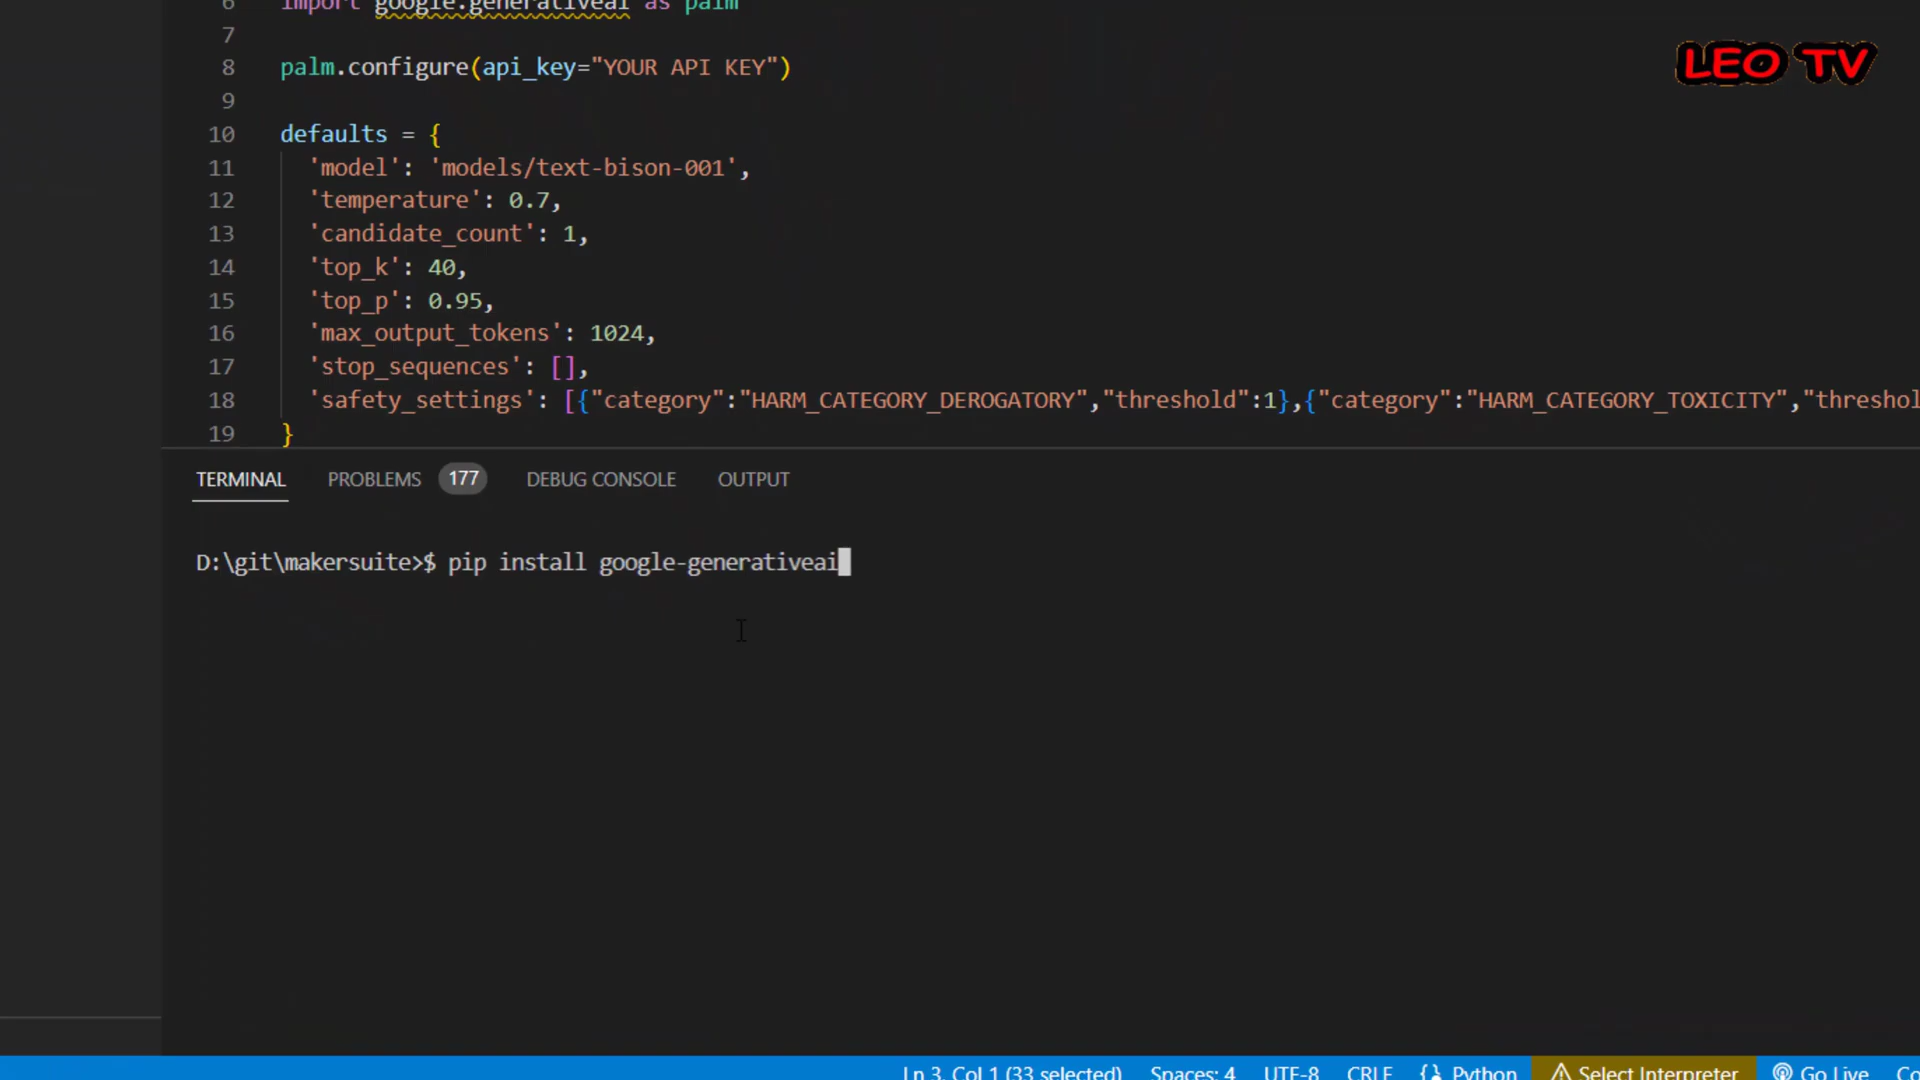 6 import google.generativeai as palm
7
8 palm.configure(api_key="YOUR API KEY")
LEO TV
9
10 defaults = {
11 'model': 'models/text-bison-001',
12 'temperature': 0.7,
13 'candidate_count': 1,
14 'top_k': 40,
15 'top_p': 0.95,
16 'max_output_tokens': 1024,
17 'stop_sequences': [],
18 'safety_settings': [{"category":"HARM_CATEGORY_DEROGATORY","threshold":1},{"category":"HARM_CATEGORY_TOXICITY","threshol
19 }
TERMINAL PROBLEMS 177 DEBUG CONSOLE OUTPUT
D:\git\makersuite>$ pip install google-generativeai
Ln 3, Col 1 (33 selected) Spaces: 4 UTF-8 CRLF Python Select Interpreter Go Live Co